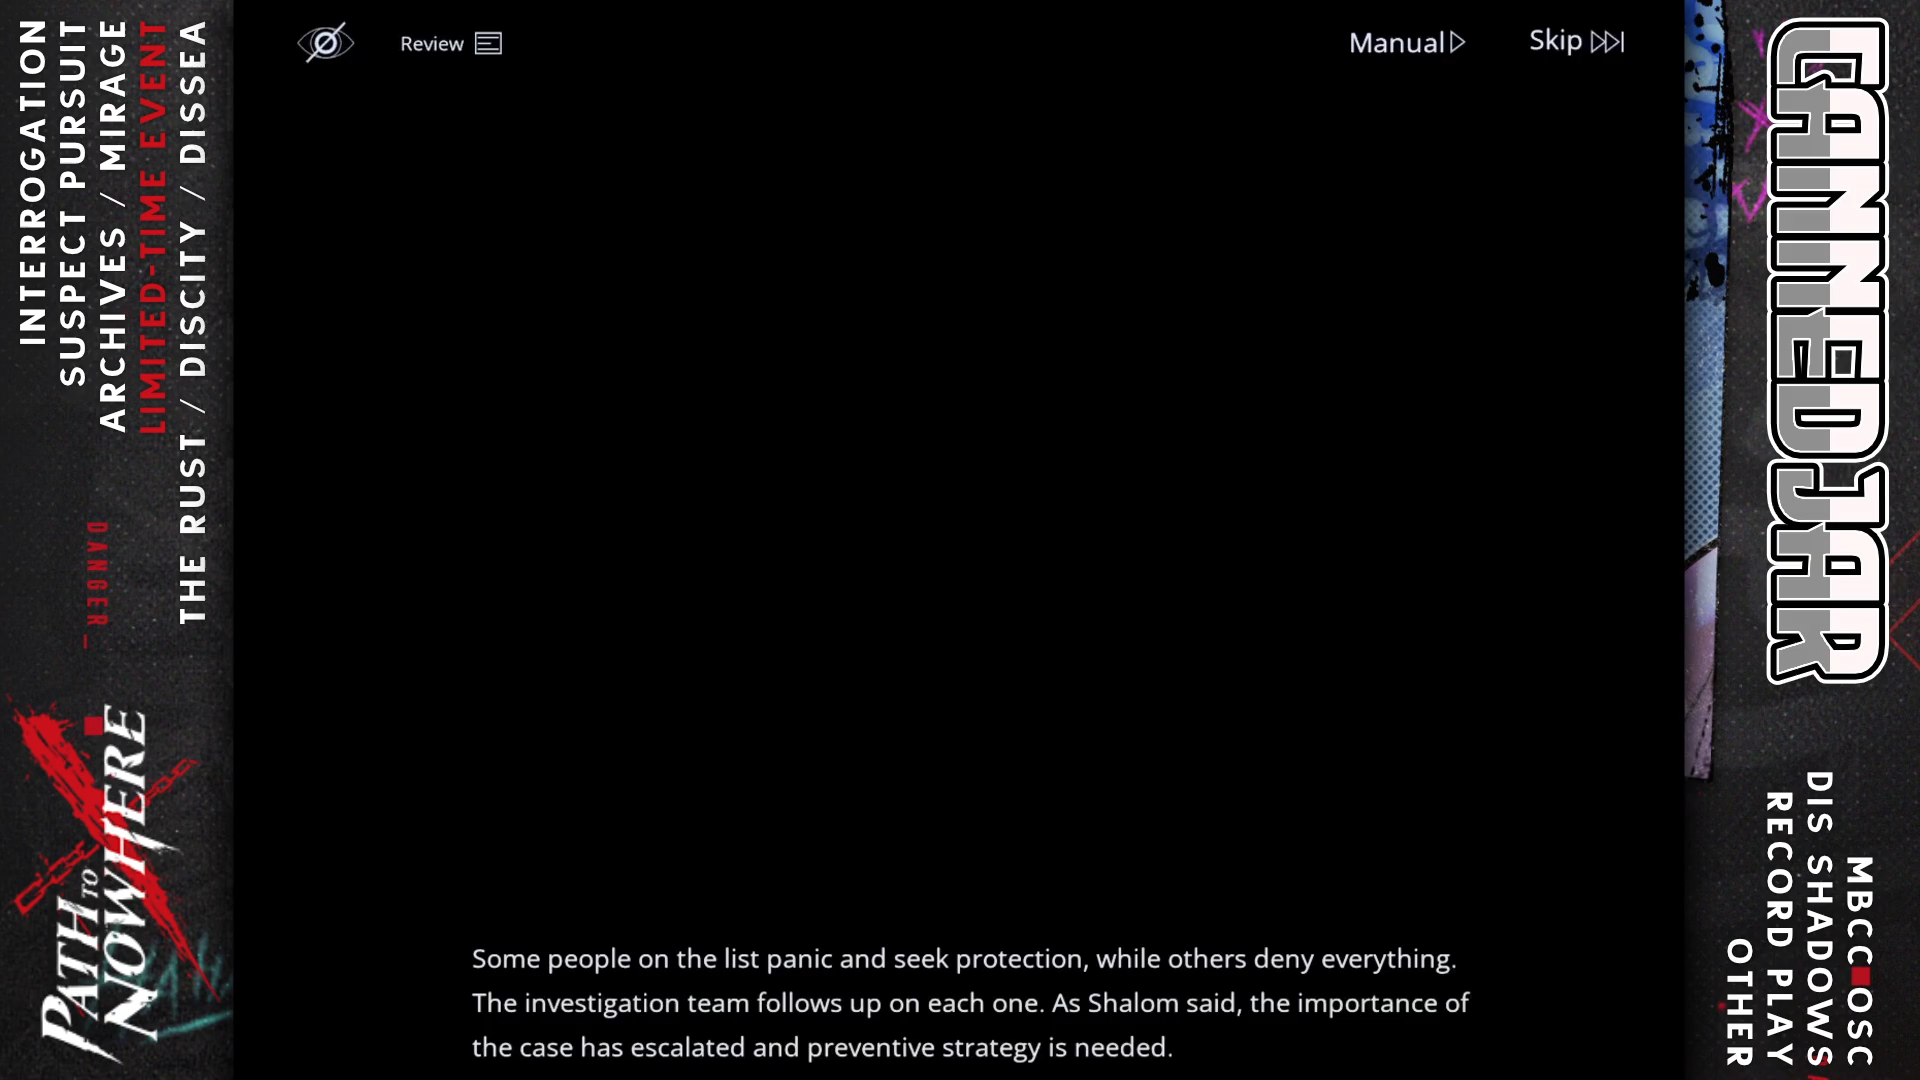 INTERROGATION
SUSPECT PURSUIT
ARCHIVES / MIRAGE
LIMITED-TIME EVENT
THE RUST / DISCITY / DISSEA
DANGER
PATH TO
NOWHERE
Review
Manual
Skip
Some people on the list panic and seek protection, while others deny everything.
The investigation team follows up on each one. As Shalom said, the importance of
the case has escalated and preventive strategy is needed.
CANNEDJAR
MBCC OSC
DIS SHADOWS
RECORD PLAY
OTHER